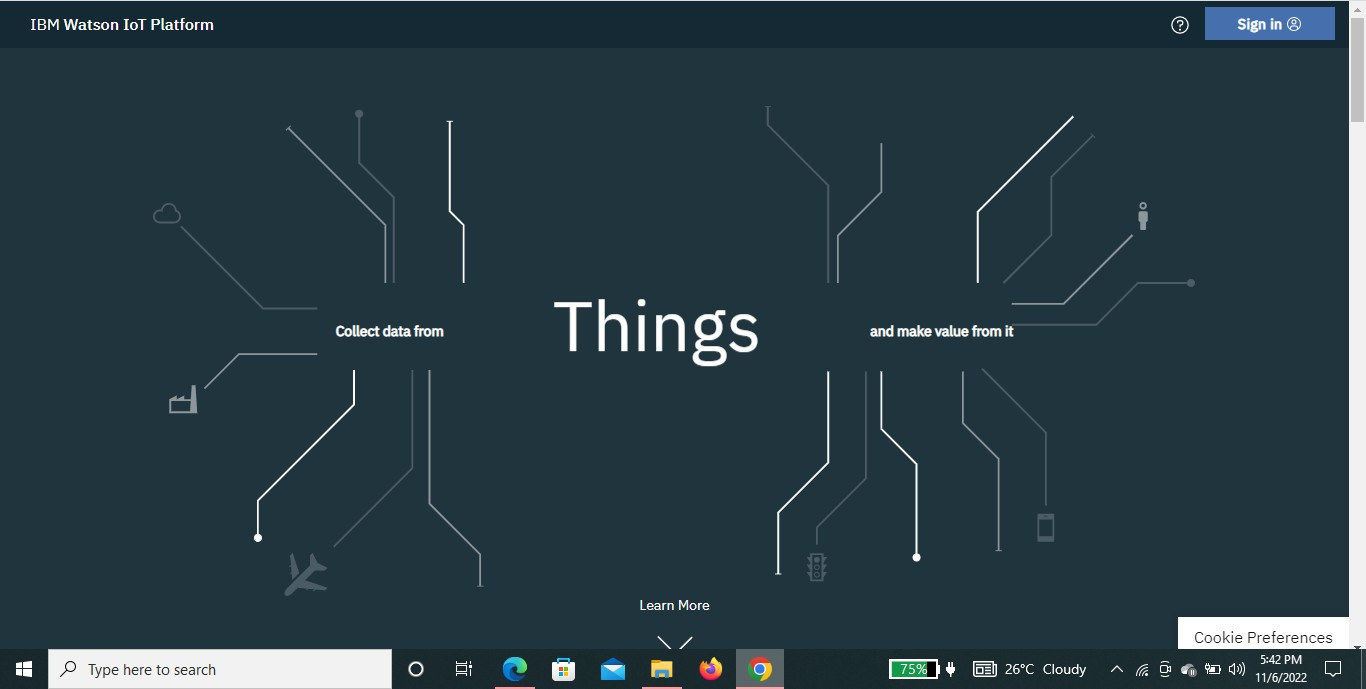 IBM Watson IoT Platform
Sign in
Collect data from
Things
and make value from it
Learn More
Cookie Preferences
Type here to search
75%
26°C Cloudy
5:42 PM
11/6/2022